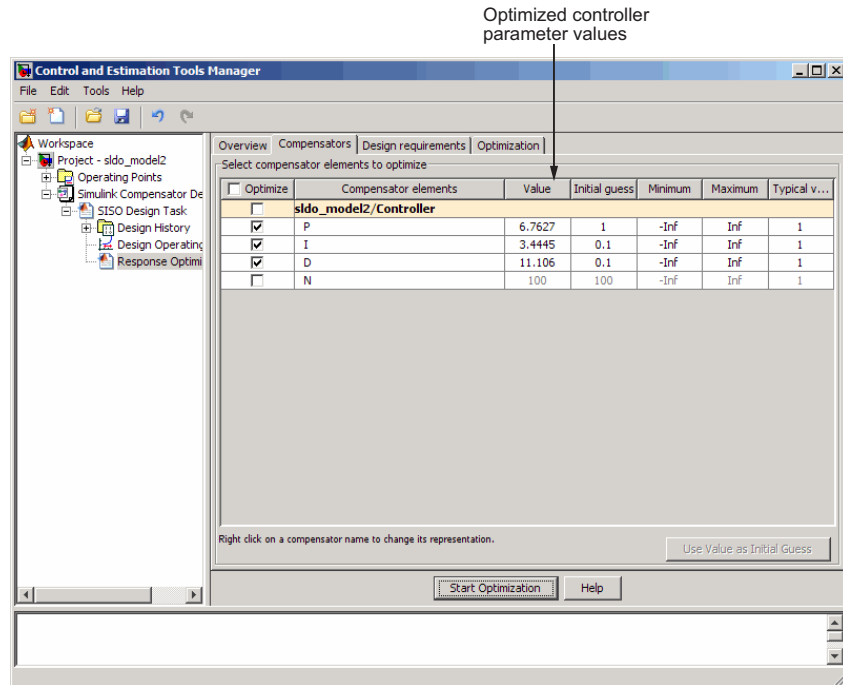 Optimized controller
parameter values
Control and Estimation Tools Manager
File Edit Tools Help
Workspace
Project - sldo_model2
Operating Points
Simulink Compensator De
SISO Design Task
Design History
Design Operating
Response Optimi
Overview Compensators Design requirements Optimization
Select compensator elements to optimize
Optimize Compensator elements Value Initial guess Minimum Maximum Typical v...
sldo_model2/Controller
P 6.7627 1 -Inf Inf 1
I 3.4445 0.1 -Inf Inf 1
D 11.106 0.1 -Inf Inf 1
N 100 100 -Inf Inf 1
Right click on a compensator name to change its representation.
Use Value as Initial Guess
Start Optimization Help